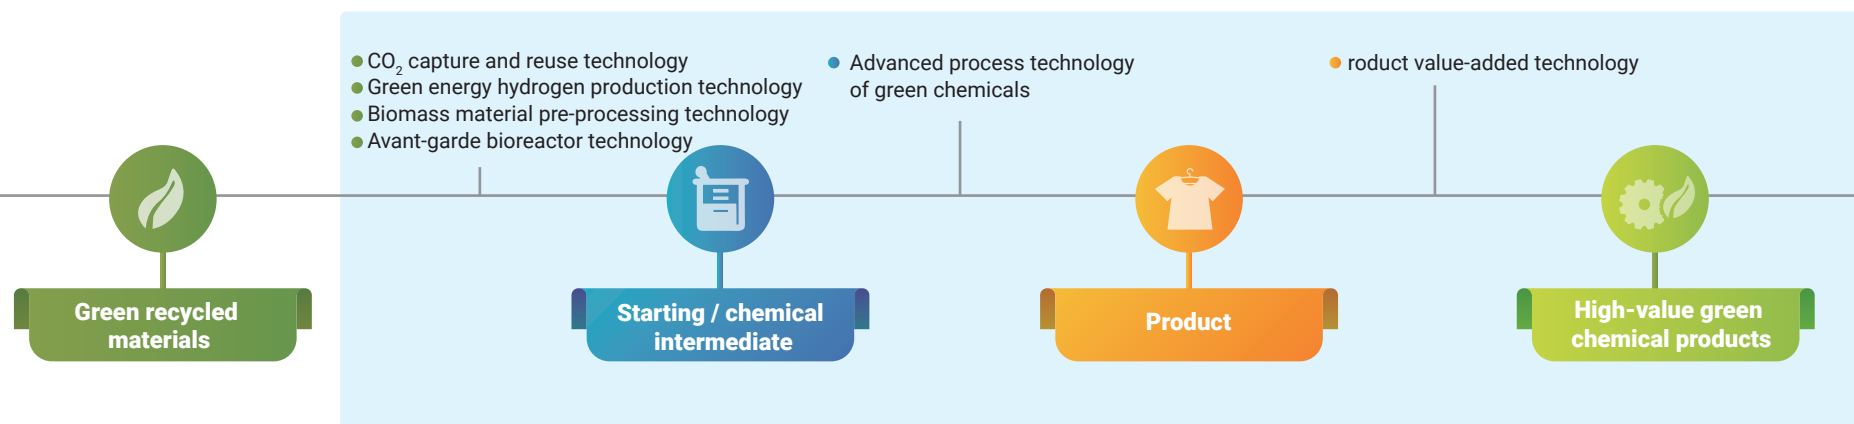 CO2 capture and reuse technology
Green energy hydrogen production technology
Biomass material pre-processing technology
Avant-garde bioreactor technology
Advanced process technology
of green chemicals
roduct value-added technology
Green recycled
materials
Starting / chemical
intermediate
Product
High-value green
chemical products